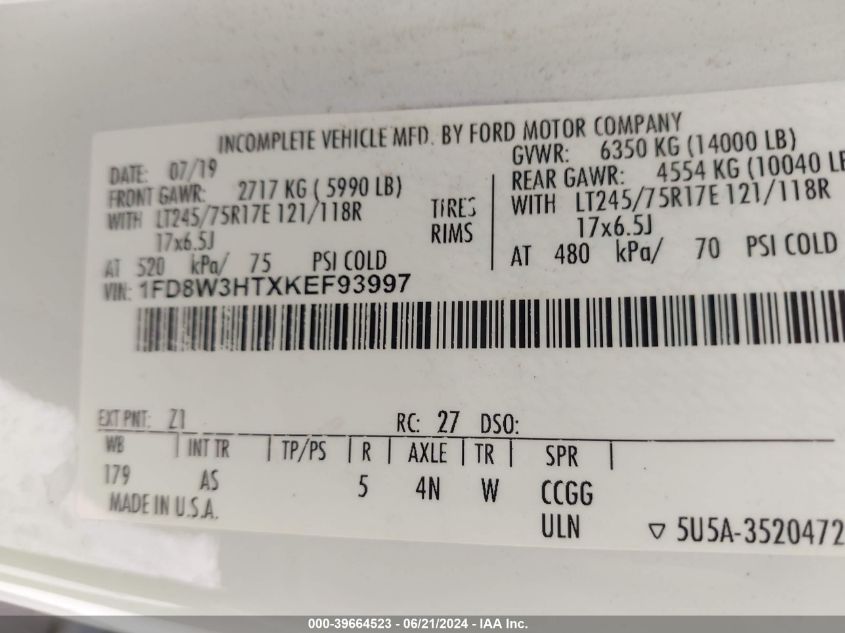 INCOMPLETE VEHICLE MFD. BY FORD MOTOR COMPANY
DATE: 07/19
GVWR: 6350 KG (14000 LB)
FRONT GAWR: 2717 KG ( 5990 LB)
REAR GAWR: 4554 KG (10040 LB
WITH LT245/75R17E 121/118R
TIRES
WITH LT245/75R17E 121/118R
17x6.5J
RIMS
17x6.5J
AT 520 kPa/ 75 PSI COLD
AT 480 kPa/ 70 PSI COLD
VIN: 1FD8W3HTXKEF93997
EXT PNT: Z1 RC: 27 DSO:
WB INT TR TP/PS R AXLE TR SPR
179 AS 5 4N W CCGG
MADE IN U.S.A. ULN ▽ 5U5A-3520472
000-39664523 - 06/21/2024 - IAA Inc.